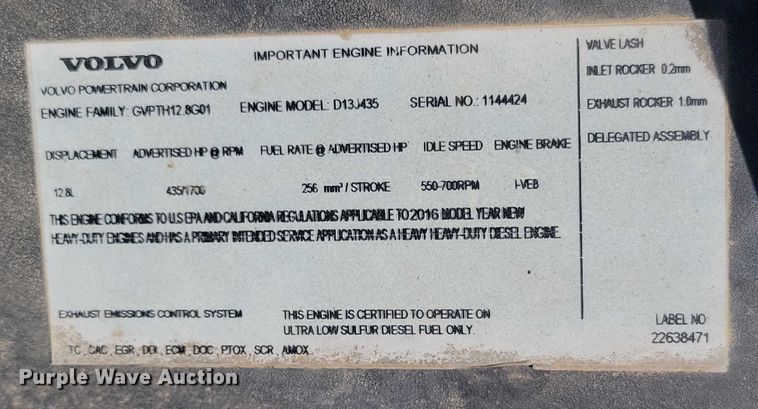 VOLVO
IMPORTANT ENGINE INFORMATION
VOLVO POWERTRAIN CORPORATION
ENGINE FAMILY: GVPTH12.8G01 ENGINE MODEL: D13J435 SERIAL NO.: 1144424
DISPLACEMENT ADVERTISED HP @ RPM FUEL RATE @ ADVERTISED HP IDLE SPEED ENGINE BRAKE
12.8L 435/1700 256 mm³ / STROKE 550-700RPM I-VEB
THIS ENGINE CONFORMS TO U.S EPA AND CALIFORNIA REGULATIONS APPLICABLE TO 2016 MODEL YEAR NEW
HEAVY-DUTY ENGINES AND HAS A PRIMARY INTENDED SERVICE APPLICATION AS A HEAVY HEAVY-DUTY DIESEL ENGINE.
EXHAUST EMISSIONS CONTROL SYSTEM
THIS ENGINE IS CERTIFIED TO OPERATE ON
ULTRA LOW SULFUR DIESEL FUEL ONLY.
TC, CAC, EGR, DDI, ECM, DOC, PTOX, SCR, AMOX
VALVE LASH
INLET ROCKER 0.2mm
EXHAUST ROCKER 1.0mm
DELEGATED ASSEMBLY
LABEL NO
22638471
Purple Wave Auction